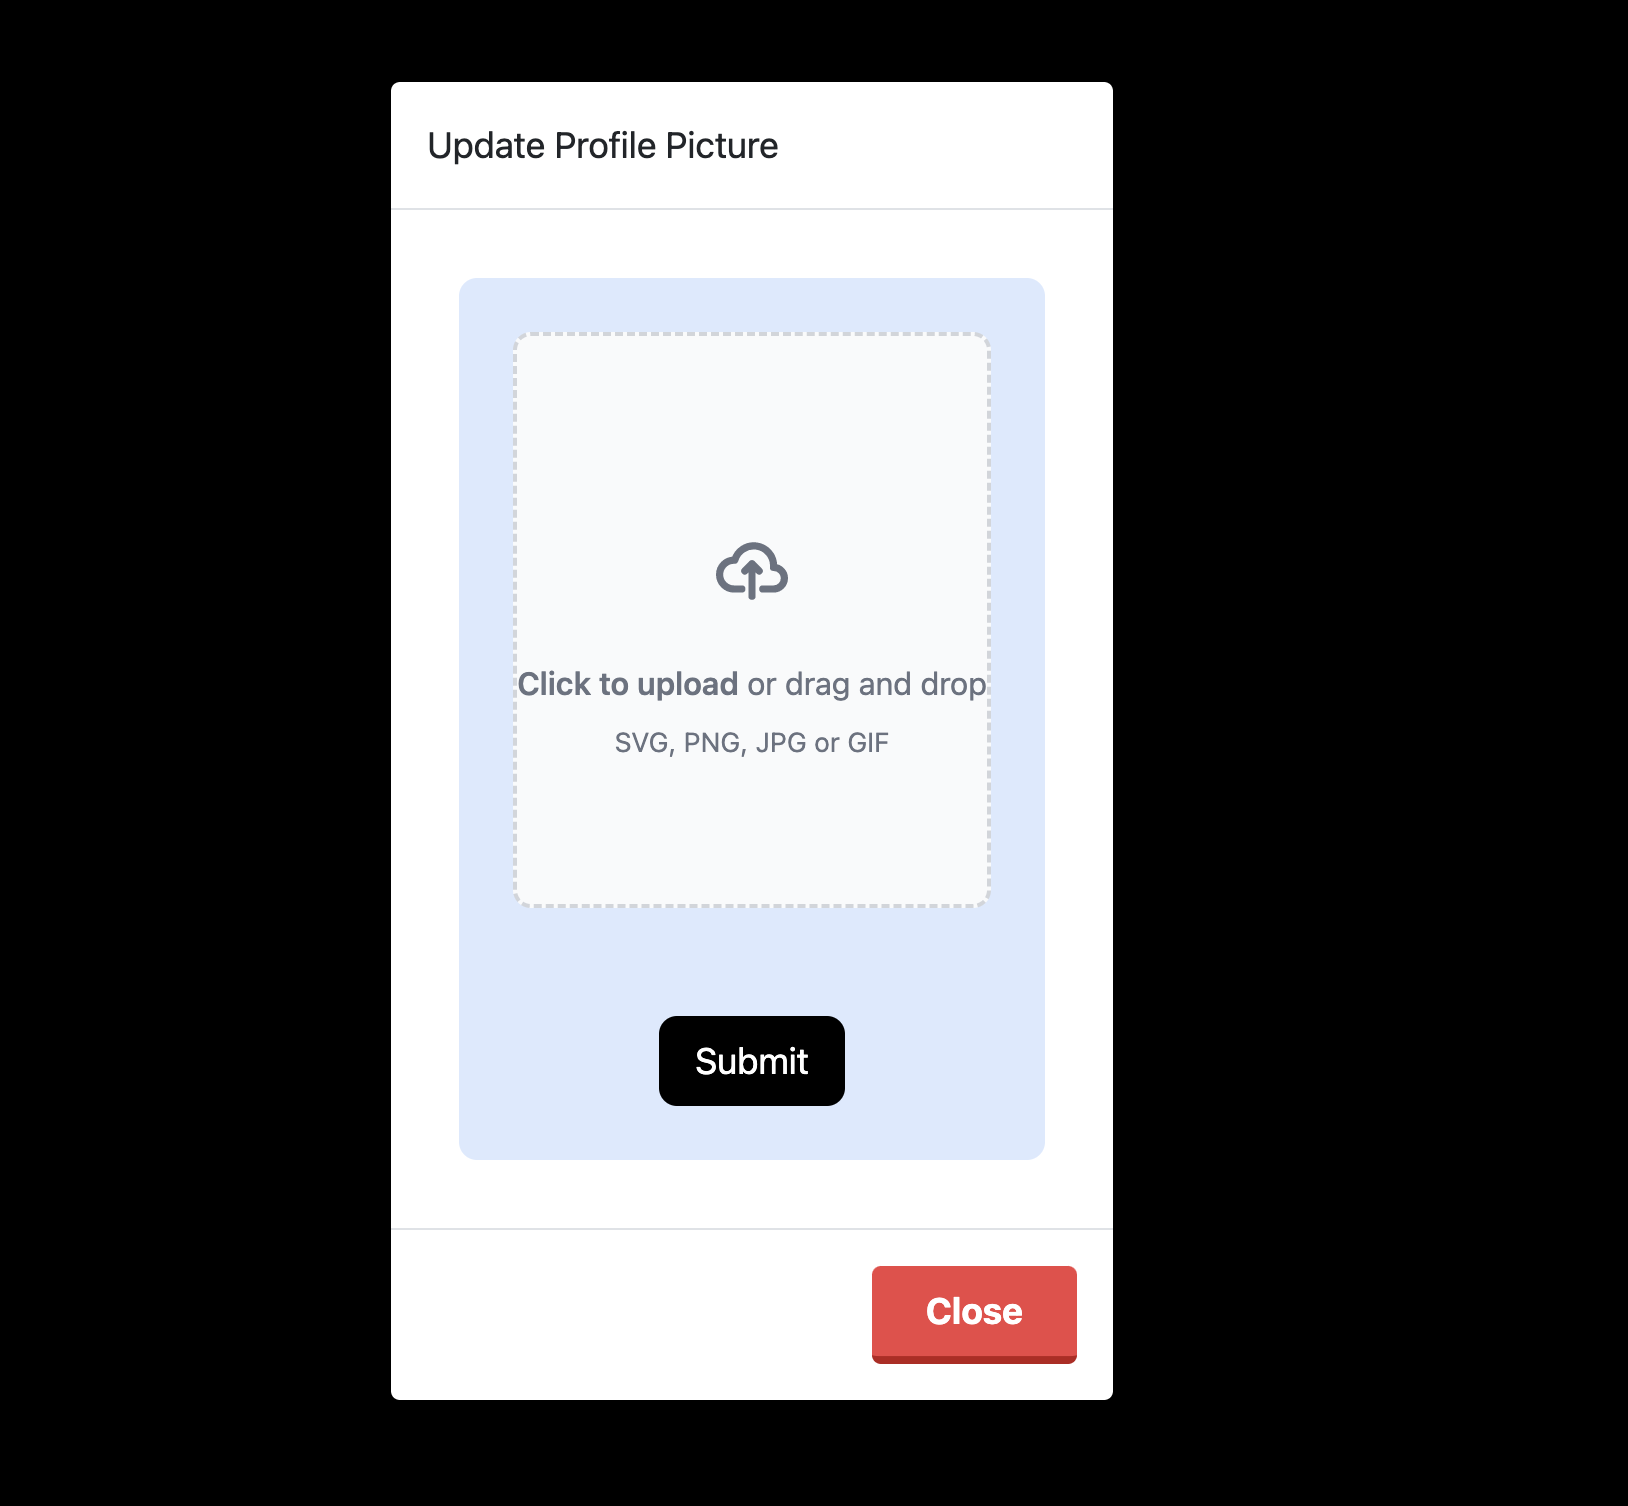 Update Profile Picture
Click to upload or drag and drop
SVG, PNG, JPG or GIF
Submit
Close